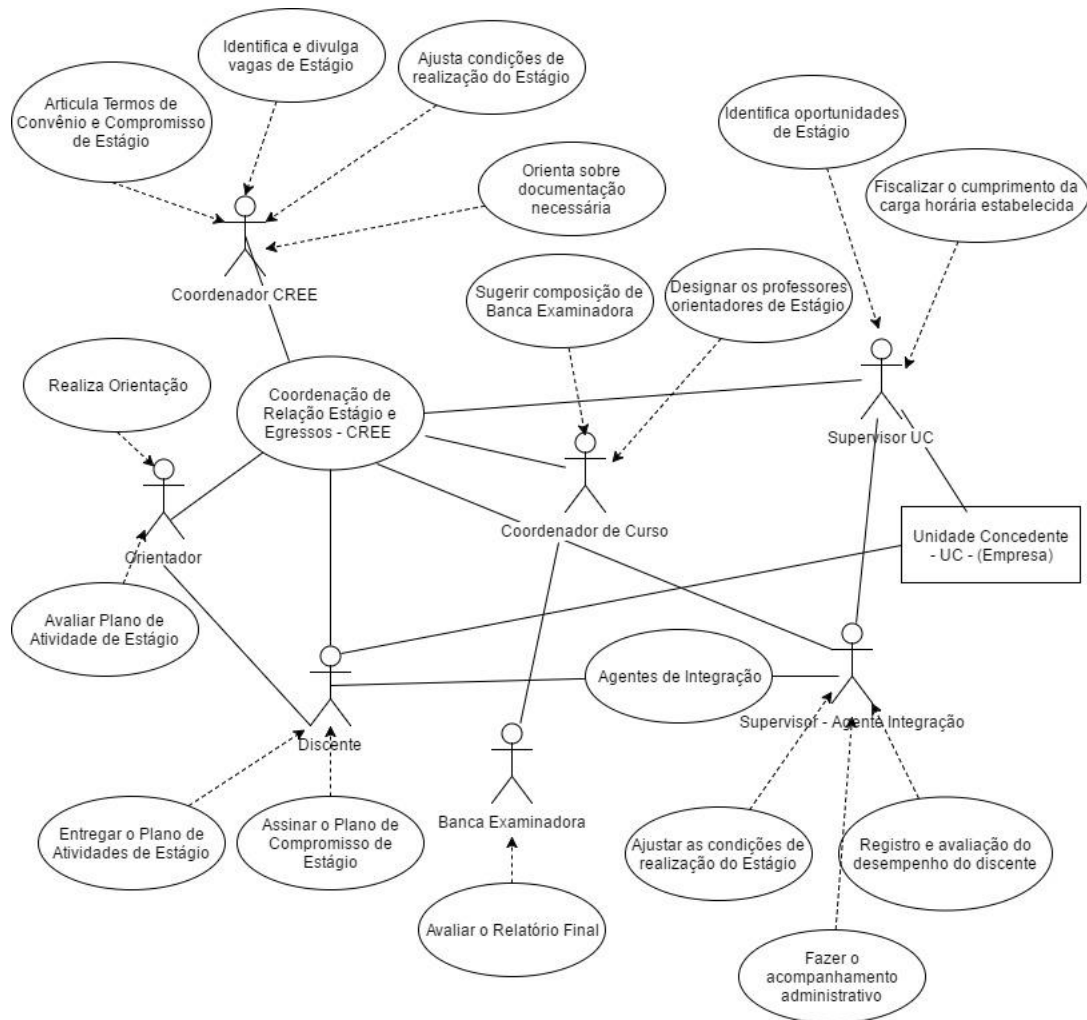 Identifica e divulga
vagas de Estágio
Ajusta condições de
realização do Estágio
Articula Termos de
Convênio e Compromisso
de Estágio
Identifica oportunidades
de Estágio
Orienta sobre
documentação
necessária
Fiscalizar o cumprimento da
carga horária estabelecida
Coordenador CREE
Sugerir composição de
Banca Examinadora
Designar os professores
orientadores de Estágio
Realiza Orientação
Coordenação de
Relação Estágio e
Egressos - CREE
Supervisor UC
Coordenador de Curso
Orientador
Unidade Concedente
- UC - (Empresa)
Avaliar Plano de
Atividade de Estágio
Agentes de Integração
Supervisor - Agente Integração
Discente
Banca Examinadora
Entregar o Plano de
Atividades de Estágio
Assinar o Plano de
Compromisso de
Estágio
Ajustar as condições de
realização do Estágio
Registro e avaliação do
desempenho do discente
Avaliar o Relatório Final
Fazer o
acompanhamento
administrativo